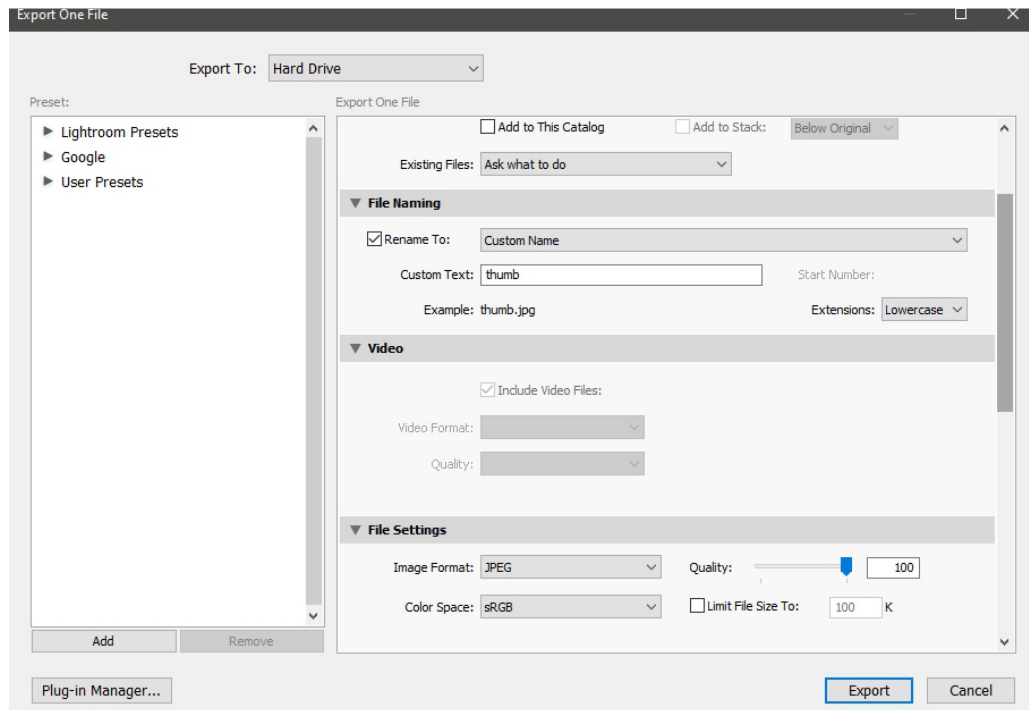 Export One File
Export To: Hard Drive
Preset:
Export One File
Lightroom Presets
Google
User Presets
Add to This Catalog Add to Stack: Below Original
Existing Files: Ask what to do
File Naming
Rename To: Custom Name
Custom Text: thumb Start Number:
Example: thumb.jpg Extensions: Lowercase
Video
Include Video Files:
Video Format:
Quality:
File Settings
Image Format: JPEG Quality: 100
Color Space: sRGB Limit File Size To: 100 K
Add Remove
Plug-in Manager... Export Cancel